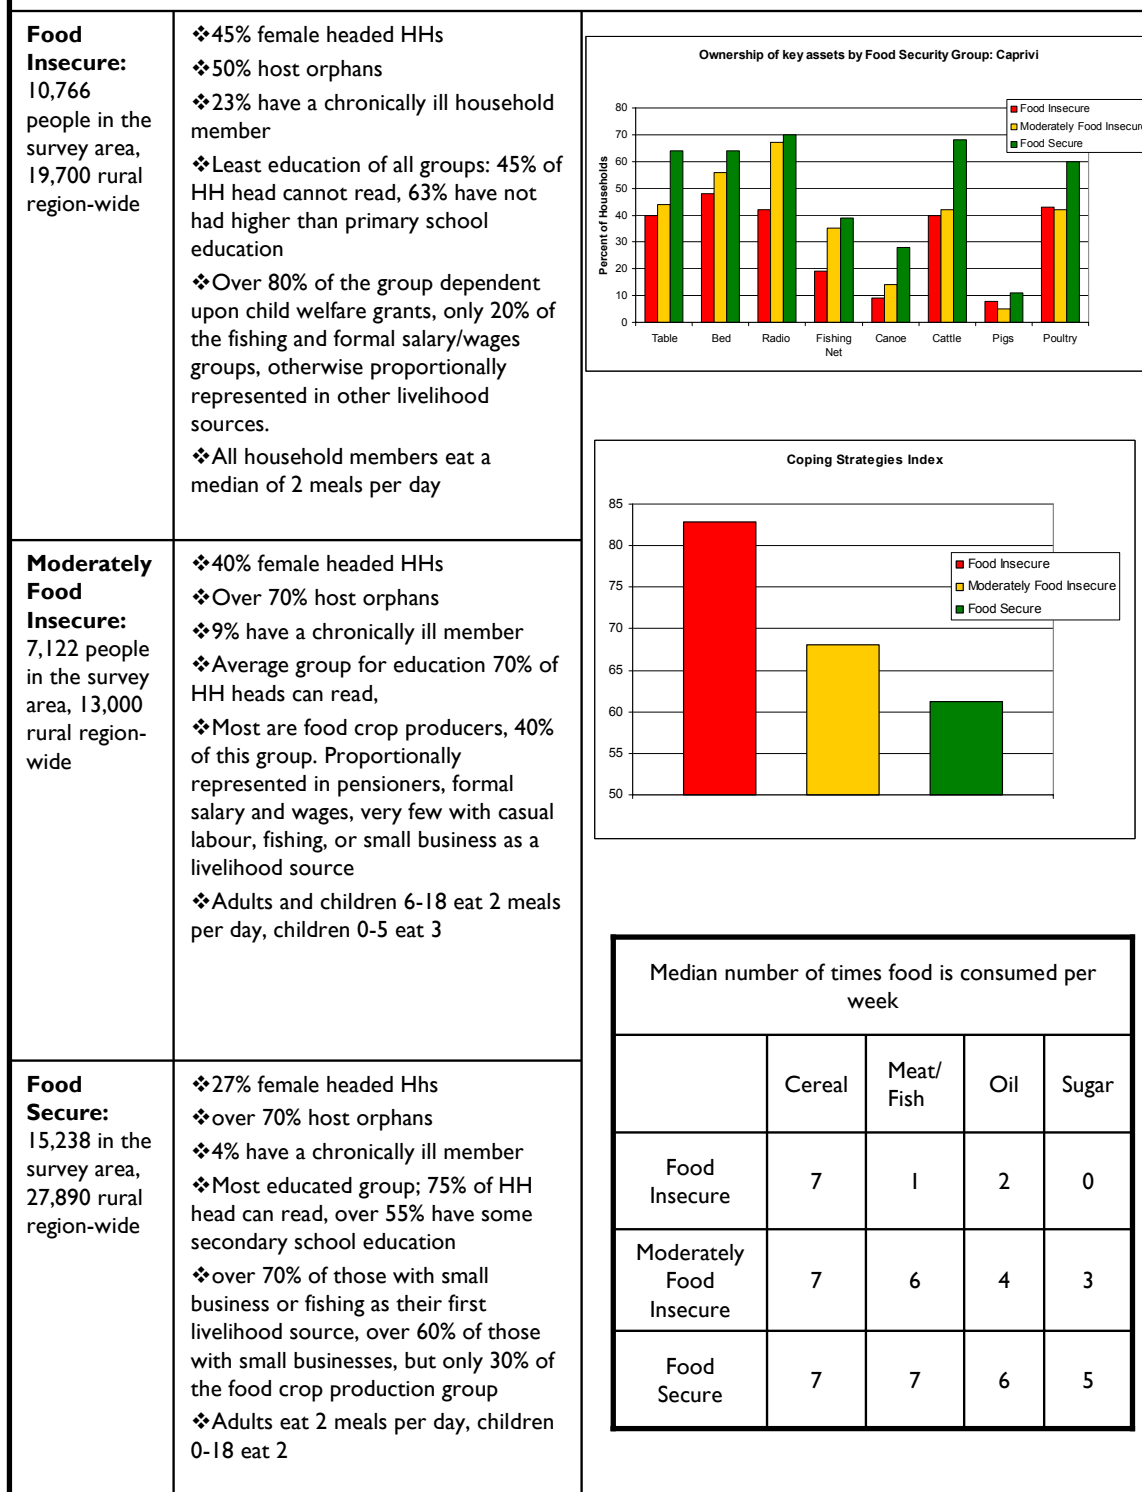 Food
Insecure:
10,766
people in the
survey area,
19,700 rural
region-wide
❖45% female headed HHs
❖50% host orphans
❖23% have a chronically ill household
member
❖Least education of all groups: 45% of
HH head cannot read, 63% have not
had higher than primary school
education
❖Over 80% of the group dependent
upon child welfare grants, only 20% of
the fishing and formal salary/wages
groups, otherwise proportionally
represented in other livelihood
sources.
❖All household members eat a
median of 2 meals per day
Moderately
Food
Insecure:
7,122 people
in the survey
area, 13,000
rural region-
wide
❖40% female headed HHs
❖Over 70% host orphans
❖9% have a chronically ill member
❖Average group for education 70% of
HH heads can read,
❖Most are food crop producers, 40%
of this group. Proportionally
represented in pensioners, formal
salary and wages, very few with casual
labour, fishing, or small business as a
livelihood source
❖Adults and children 6-18 eat 2 meals
per day, children 0-5 eat 3
Food
Secure:
15,238 in the
survey area,
27,890 rural
region-wide
❖27% female headed Hhs
❖over 70% host orphans
❖4% have a chronically ill member
❖Most educated group; 75% of HH
head can read, over 55% have some
secondary school education
❖over 70% of those with small
business or fishing as their first
livelihood source, over 60% of those
with small businesses, but only 30% of
the food crop production group
❖Adults eat 2 meals per day, children
0-18 eat 2
Ownership of key assets by Food Security Group: Caprivi
Percent of Households
80
70
60
50
40
30
20
10
0
Table Bed Radio Fishing Net Canoe Cattle Pigs Poultry
Food Insecure
Moderately Food Insecure
Food Secure
Coping Strategies Index
85
80
75
70
65
60
55
50
Food Insecure
Moderately Food Insecure
Food Secure
Median number of times food is consumed per
week
Cereal Meat/ Fish Oil Sugar
Food Insecure 7 1 2 0
Moderately Food Insecure 7 6 4 3
Food Secure 7 7 6 5